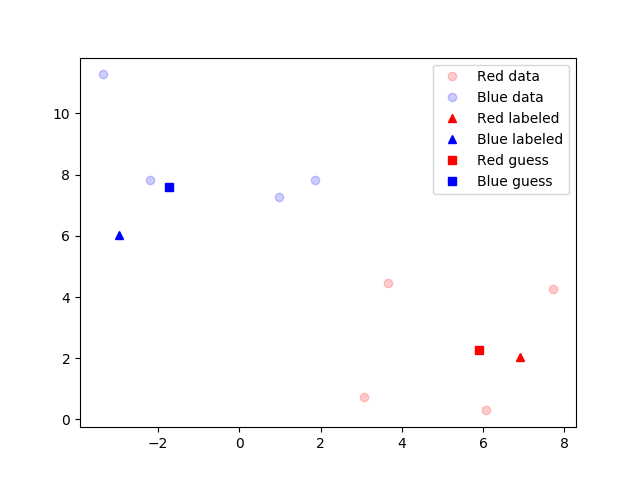 Red data
Blue data
Red labeled
Blue labeled
Red guess
Blue guess
10
8
6
4
2
0
−2 0 2 4 6 8